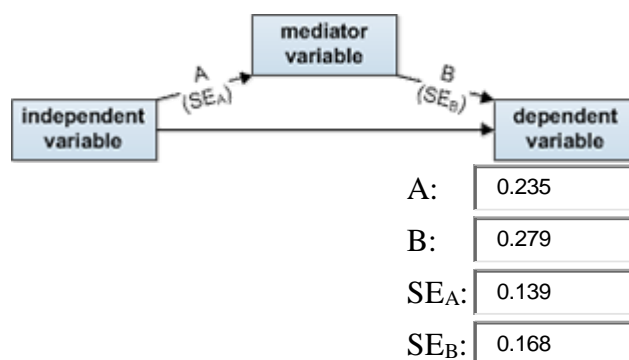 mediator
variable
A
(SEA)
B
(SEB)
independent
variable
dependent
variable
A: 0.235
B: 0.279
SEA: 0.139
SEB: 0.168